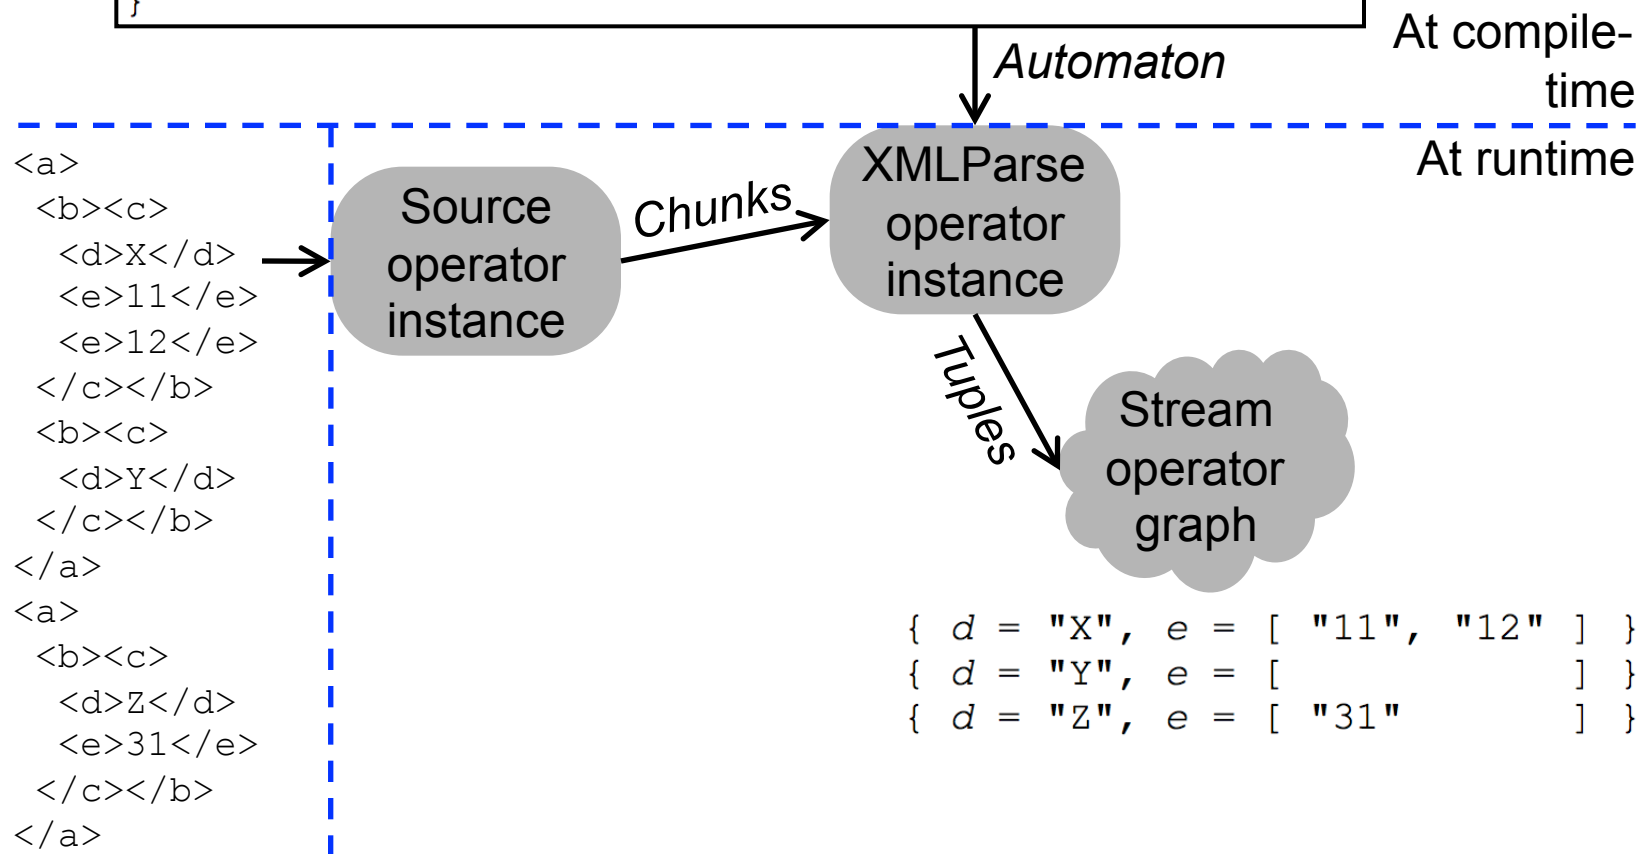 }
At compile-
time
Automaton
At runtime
<a>
 <b><c>
  <d>X</d>
  <e>11</e>
  <e>12</e>
 </c></b>
 <b><c>
  <d>Y</d>
 </c></b>
</a>
<a>
 <b><c>
  <d>Z</d>
  <e>31</e>
 </c></b>
</a>
Source
operator
instance
Chunks
XMLParse
operator
instance
Tuples
Stream
operator
graph
{ d = "X", e = [ "11", "12" ] }
{ d = "Y", e = [            ] }
{ d = "Z", e = [ "31"       ] }